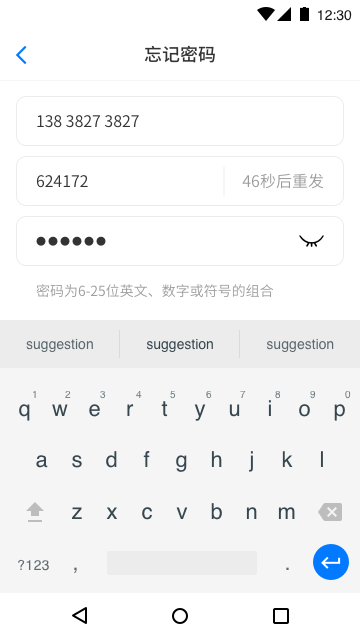 12:30
忘记密码
138 3827 3827
624172 46秒后重发
●●●●●●
密码为6-25位英文、数字或符号的组合
suggestion suggestion suggestion
1 2 3 4 5 6 7 8 9 0
q w e r t y u i o p
a s d f g h j k l
z x c v b n m
?123 , .